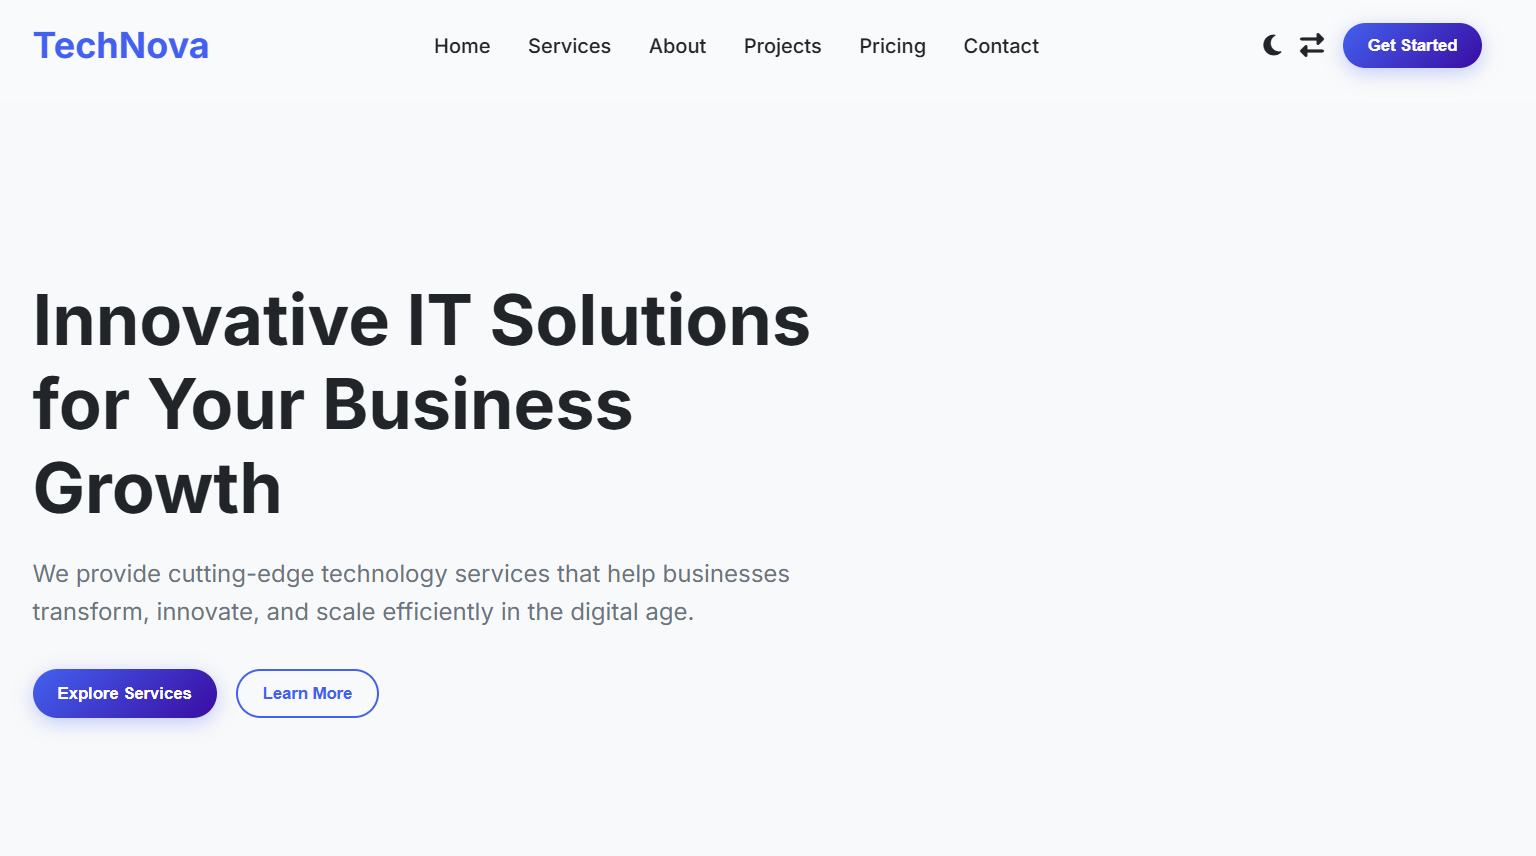 TechNova
Home Services About Projects Pricing Contact
Get Started
Innovative IT Solutions
for Your Business
Growth
We provide cutting-edge technology services that help businesses
transform, innovate, and scale efficiently in the digital age.
Explore Services
Learn More